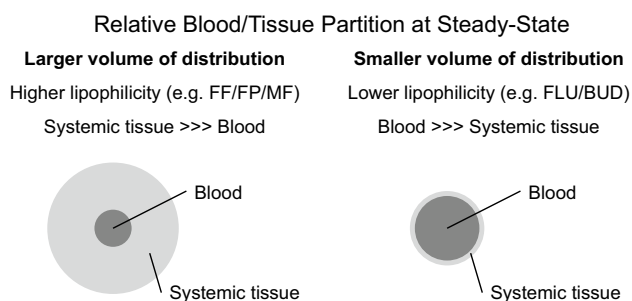 Relative Blood/Tissue Partition at Steady-State
Larger volume of distribution
Higher lipophilicity (e.g. FF/FP/MF)
Systemic tissue >>> Blood
Blood
Systemic tissue
Smaller volume of distribution
Lower lipophilicity (e.g. FLU/BUD)
Blood >>> Systemic tissue
Blood
Systemic tissue